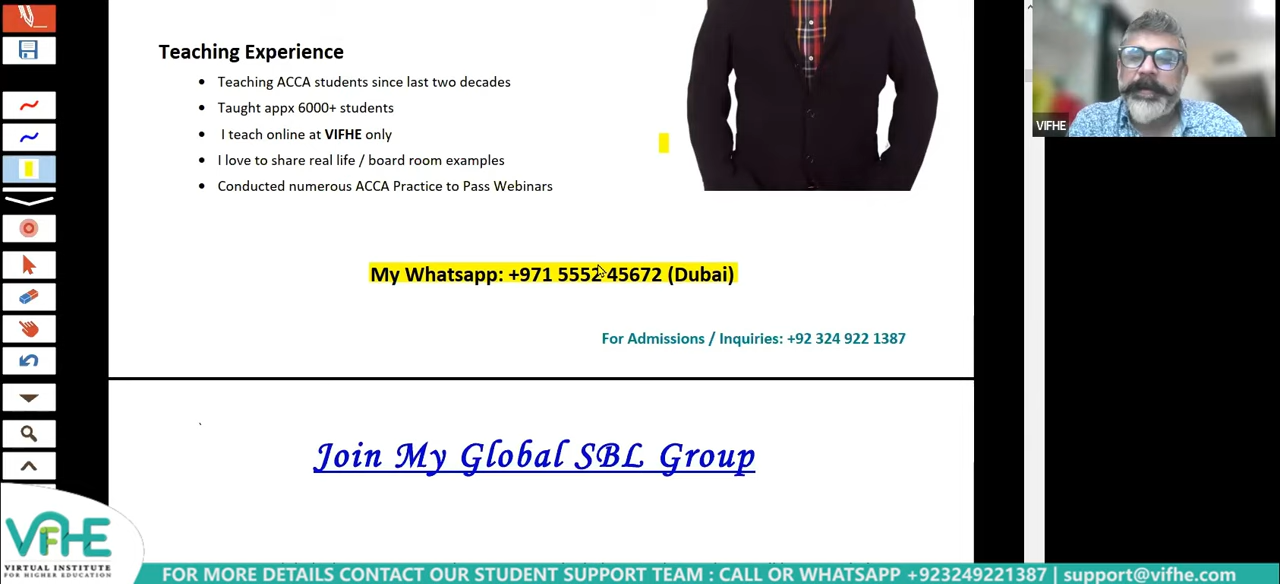 Teaching Experience
Teaching ACCA students since last two decades
Taught appx 6000+ students
I teach online at VIFHE only
I love to share real life / board room examples
Conducted numerous ACCA Practice to Pass Webinars
VIFHE
My Whatsapp: +971 5552 45672 (Dubai)
For Admissions / Inquiries: +92 324 922 1387
Join My Global SBL Group
VIFHE
VIRTUAL INSTITUTE
FOR HIGHER EDUCATION
FOR MORE DETAILS CONTACT OUR STUDENT SUPPORT TEAM : CALL OR WHATSAPP +923249221387 | support@vifhe.com